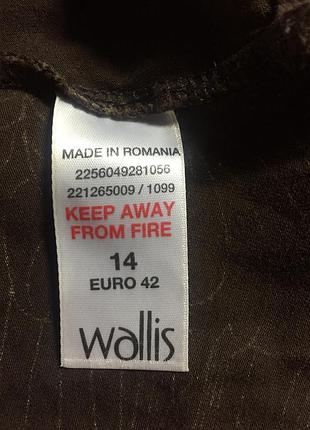 MADE IN ROMANIA
2256049281056
221265009 / 1099
KEEP AWAY
FROM FIRE
14
EURO 42
wallis